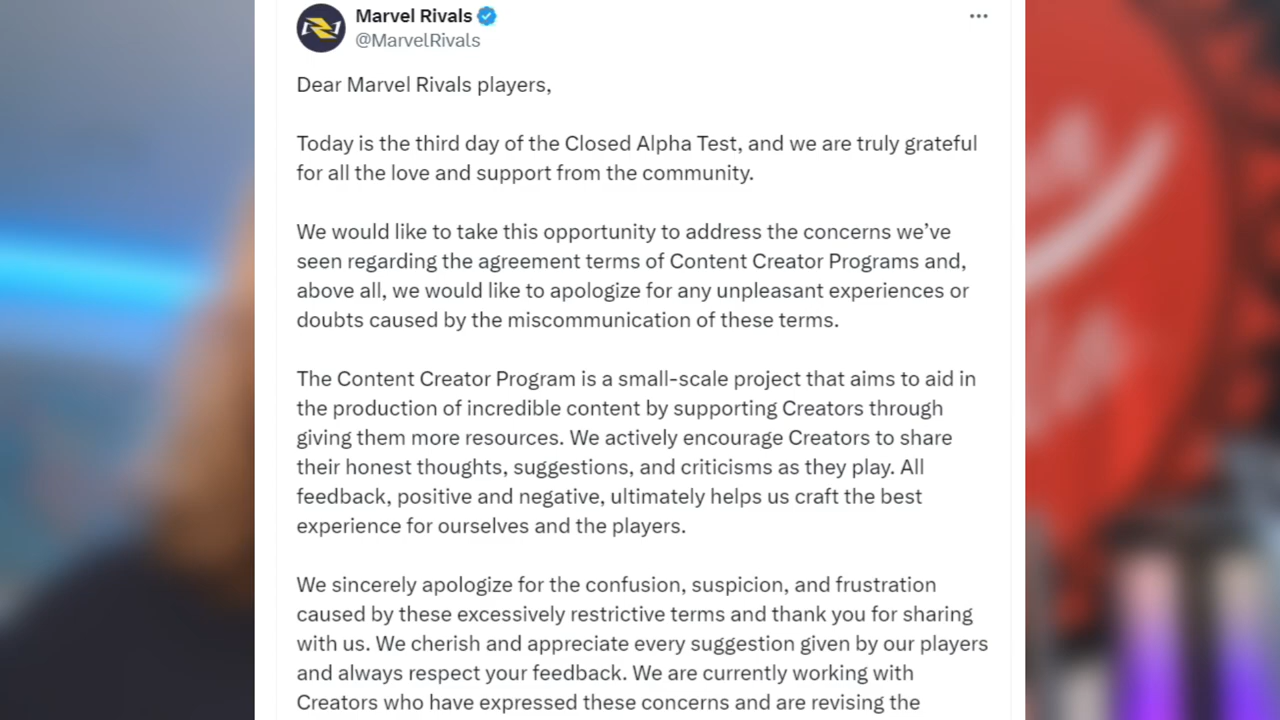 Marvel Rivals
@MarvelRivals
Dear Marvel Rivals players,
Today is the third day of the Closed Alpha Test, and we are truly grateful
for all the love and support from the community.
We would like to take this opportunity to address the concerns we’ve
seen regarding the agreement terms of Content Creator Programs and,
above all, we would like to apologize for any unpleasant experiences or
doubts caused by the miscommunication of these terms.
The Content Creator Program is a small-scale project that aims to aid in
the production of incredible content by supporting Creators through
giving them more resources. We actively encourage Creators to share
their honest thoughts, suggestions, and criticisms as they play. All
feedback, positive and negative, ultimately helps us craft the best
experience for ourselves and the players.
We sincerely apologize for the confusion, suspicion, and frustration
caused by these excessively restrictive terms and thank you for sharing
with us. We cherish and appreciate every suggestion given by our players
and always respect your feedback. We are currently working with
Creators who have expressed these concerns and are revising the